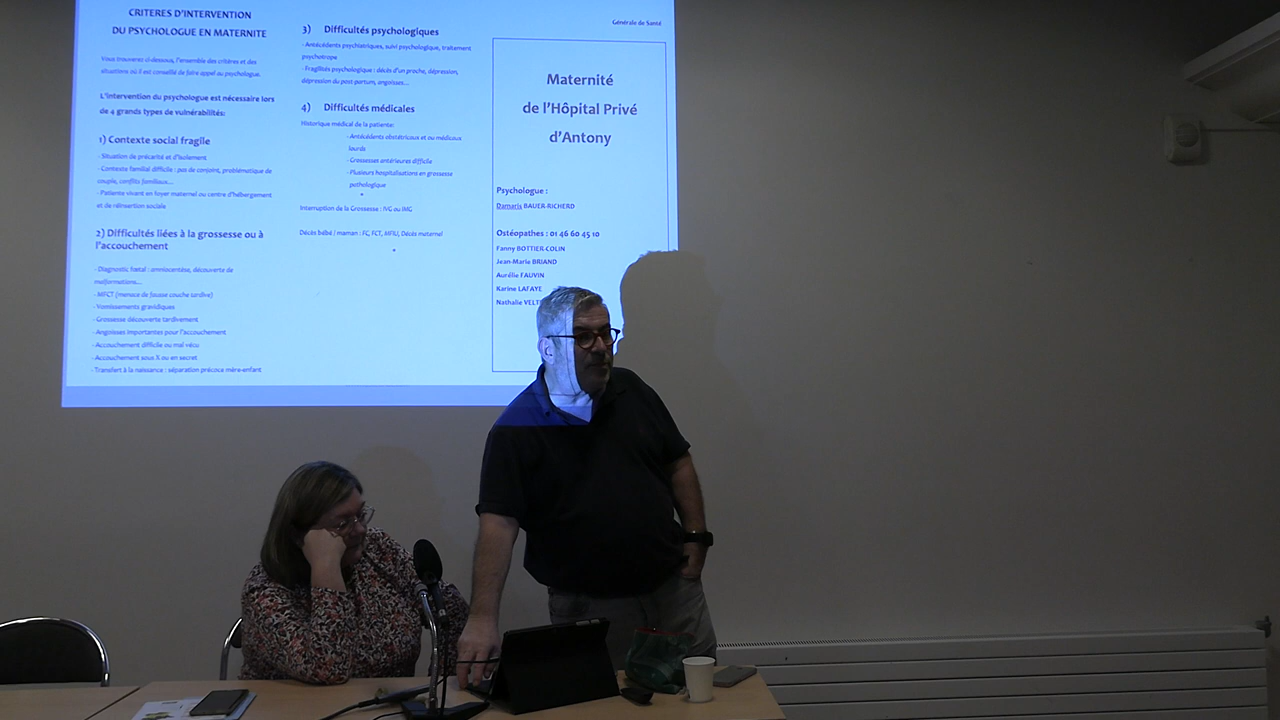 CRITERES D'INTERVENTION
DU PSYCHOLOGUE EN MATERNITE
Vous trouverez ci-dessous, l'ensemble des critères et des
situations où il est conseillé de faire appel au psychologue.
L'intervention du psychologue est nécessaire lors
de 4 grands types de vulnérabilités:
1) Contexte social fragile
- Situation de précarité et d'isolement
- Contexte familial difficile : pas de conjoint, problématique de
couple, conflits familiaux...
- Patiente vivant en foyer maternel ou centre d'hébergement
et de réinsertion sociale
2) Difficultés liées à la grossesse ou à
l'accouchement
- Diagnostic fœtal : amniocentèse, découverte de
malformations...
- MFCT (menace de fausse couche tardive)
- Vomissements gravidiques
- Grossesse découverte tardivement
- Angoisses importantes pour l'accouchement
- Accouchement difficile ou mal vécu
- Accouchement sous X ou en secret
- Transfert à la naissance : séparation précoce mère-enfant
3) Difficultés psychologiques
- Antécédents psychiatriques, suivi psychologique, traitement
psychotrope
- Fragilités psychologique : décès d'un proche, dépression,
dépression du post-partum, angoisses...
4) Difficultés médicales
Historique médical de la patiente:
- Antécédents obstétricaux et ou médicaux
lourds
- Grossesses antérieures difficile
- Plusieurs hospitalisations en grossesse
pathologique
Interruption de la Grossesse : IVG ou IMG
Décès bébé / maman : FC, FCT, MFIU, Décès maternel
Générale de Santé
Maternité
de l'Hôpital Privé
d'Antony
Psychologue :
Damaris BAUER-RICHERD
Ostéopathes : 01 46 60 45 10
Fanny BOTTIER-COLIN
Jean-Marie BRIAND
Aurélie FAUVIN
Karine LAFAYE
Nathalie